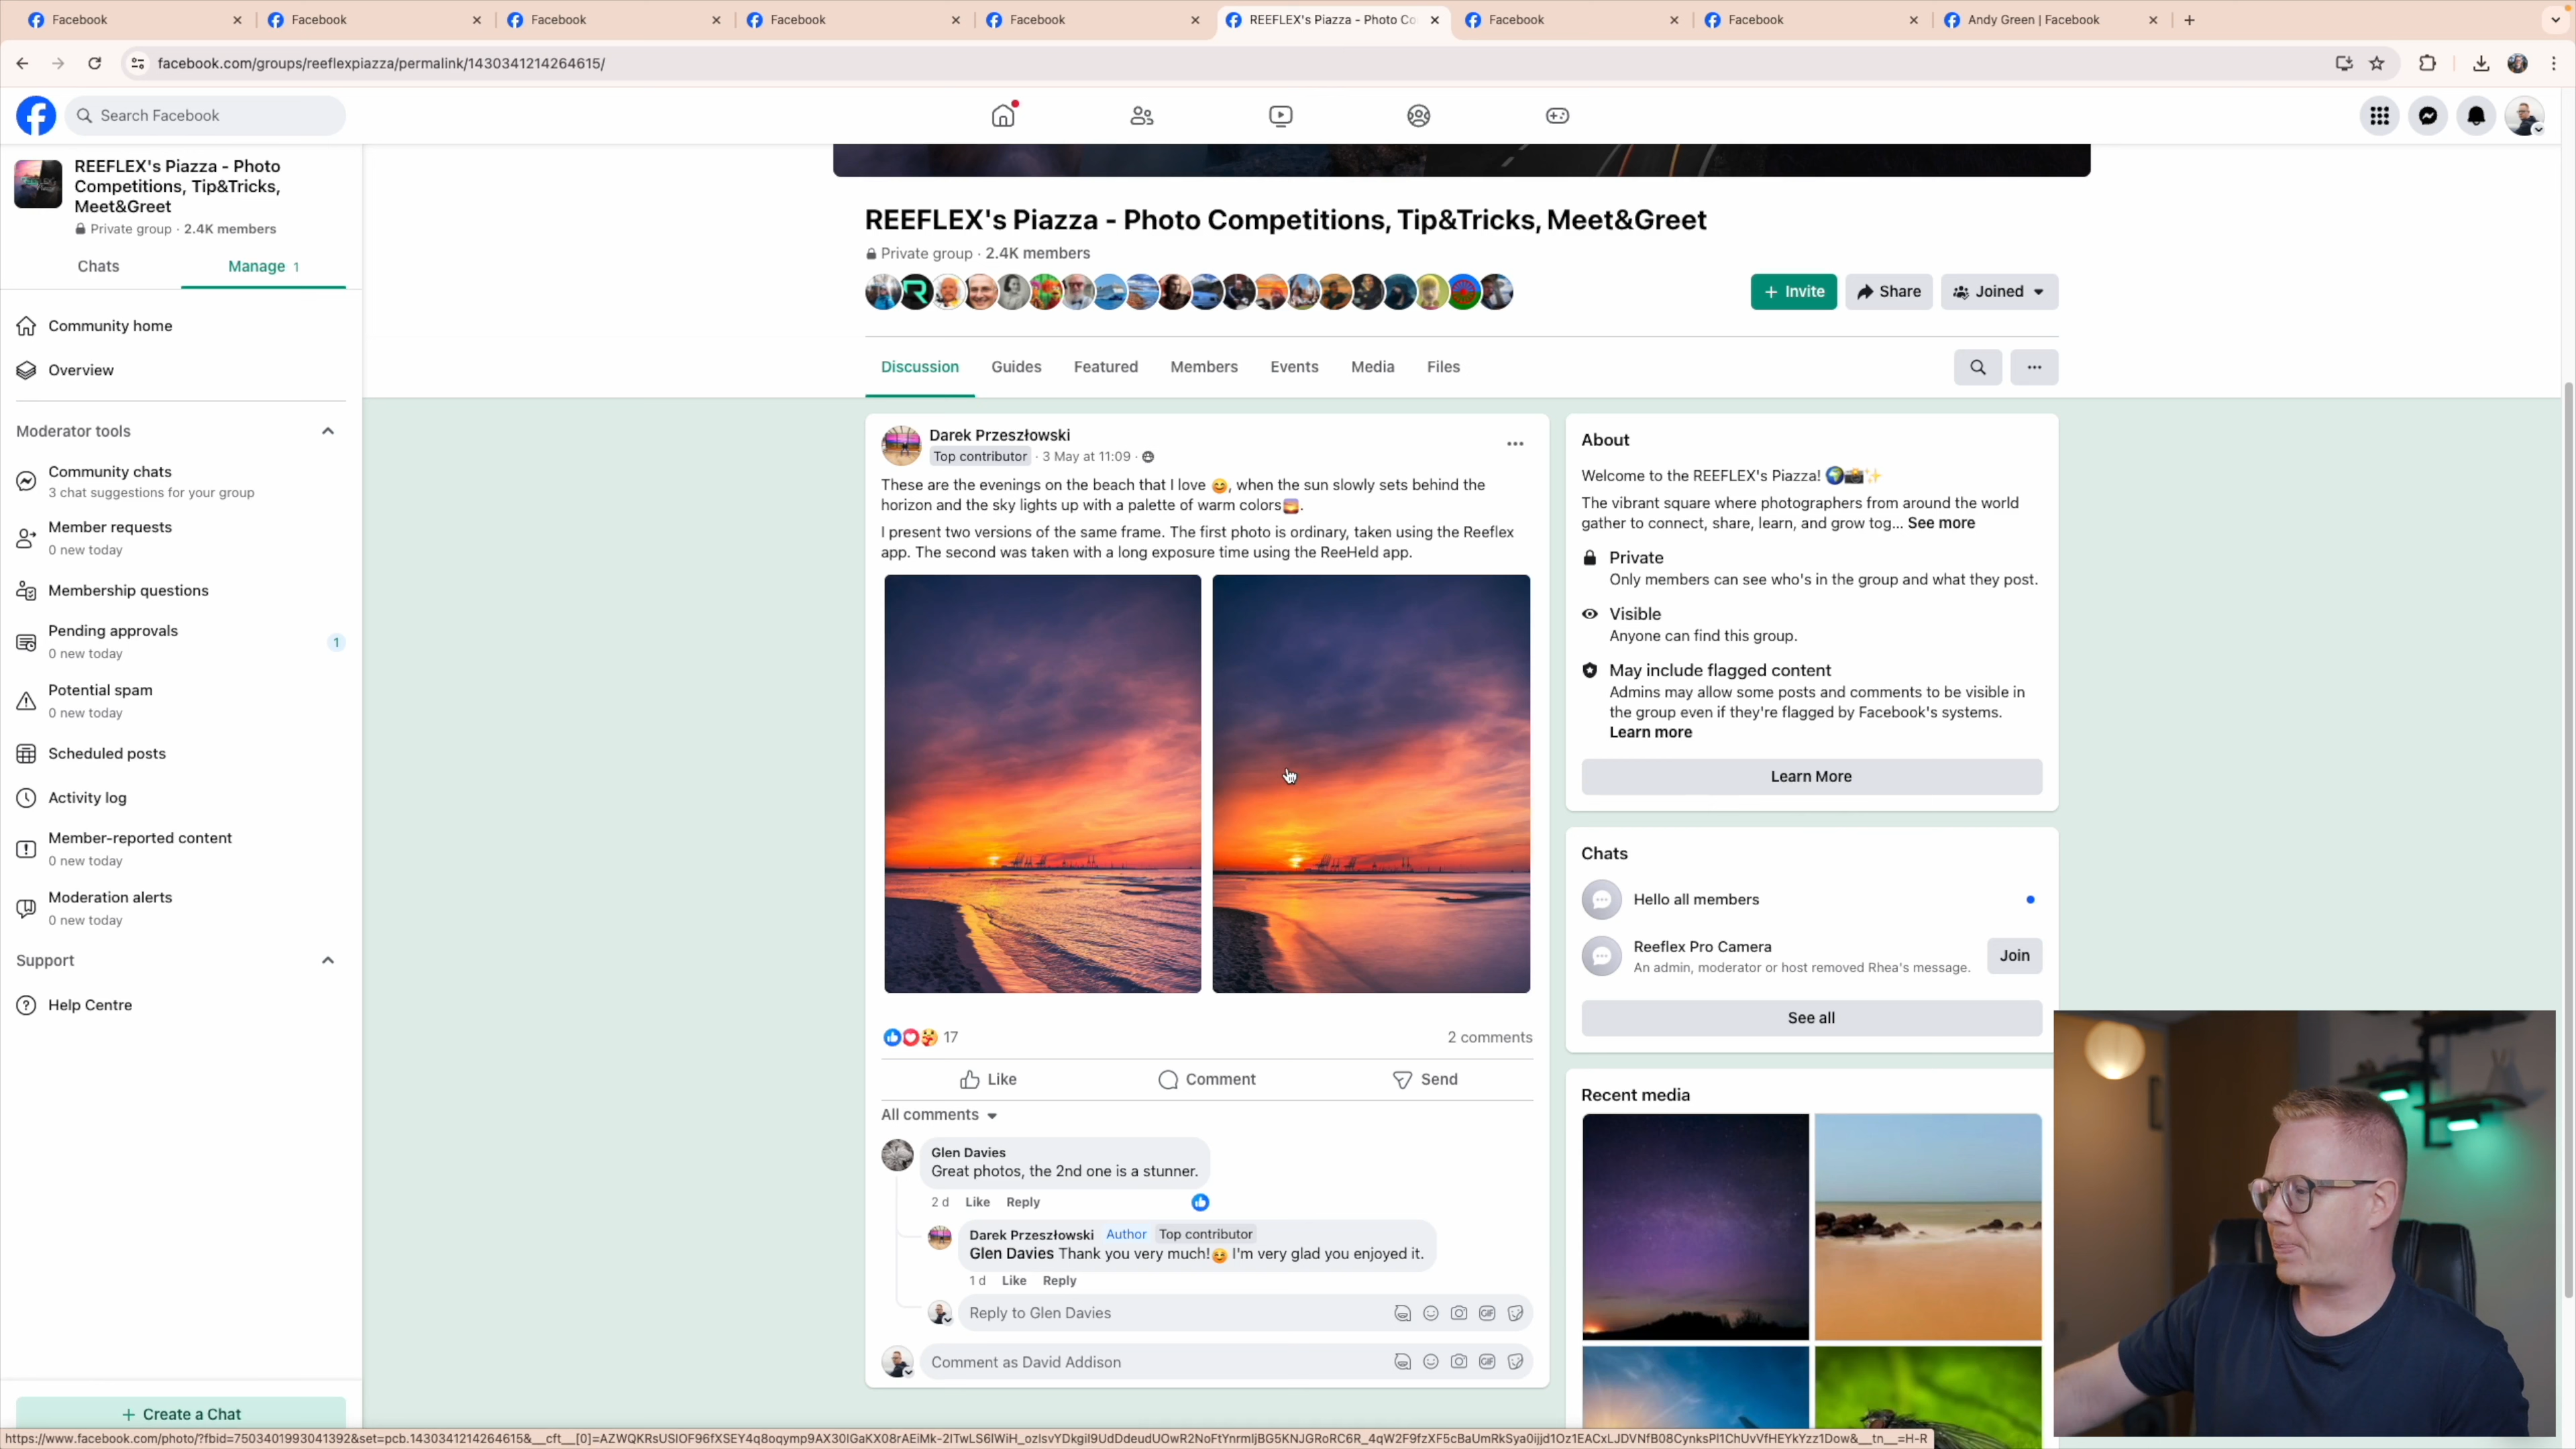 Facebook
Facebook
Facebook
Facebook
Facebook
REEFLEX's Piazza - Photo Co
Facebook
Facebook
Andy Green | Facebook
facebook.com/groups/reeflexpiazza/permalink/1430341214264615/
Search Facebook
REEFLEX's Piazza - Photo
Competitions, Tip&Tricks,
Meet&Greet
Private group · 2.4K members
Chats
Manage 1
Community home
Overview
Moderator tools
Community chats
3 chat suggestions for your group
Member requests
0 new today
Membership questions
Pending approvals
0 new today
1
Potential spam
0 new today
Scheduled posts
Activity log
Member-reported content
0 new today
Moderation alerts
0 new today
Support
Help Centre
+ Create a Chat
REEFLEX's Piazza - Photo Competitions, Tip&Tricks, Meet&Greet
Private group · 2.4K members
+ Invite
Share
Joined
Discussion
Guides
Featured
Members
Events
Media
Files
Darek Przeszłowski
Top contributor · 3 May at 11:09 ·
These are the evenings on the beach that I love 😊, when the sun slowly sets behind the
horizon and the sky lights up with a palette of warm colors🌅.
I present two versions of the same frame. The first photo is ordinary, taken using the Reeflex
app. The second was taken with a long exposure time using the ReeHeld app.
17
2 comments
Like
Comment
Send
All comments
Glen Davies
Great photos, the 2nd one is a stunner.
2 d Like Reply
Darek Przeszłowski Author Top contributor
Glen Davies Thank you very much!😊 I'm very glad you enjoyed it.
1 d Like Reply
Reply to Glen Davies
GIF
Comment as David Addison
GIF
About
Welcome to the REEFLEX's Piazza! 🌍📸✨
The vibrant square where photographers from around the world
gather to connect, share, learn, and grow tog... See more
Private
Only members can see who's in the group and what they post.
Visible
Anyone can find this group.
May include flagged content
Admins may allow some posts and comments to be visible in
the group even if they're flagged by Facebook's systems.
Learn more
Learn More
Chats
Hello all members
Reeflex Pro Camera
An admin, moderator or host removed Rhea's message.
Join
See all
Recent media